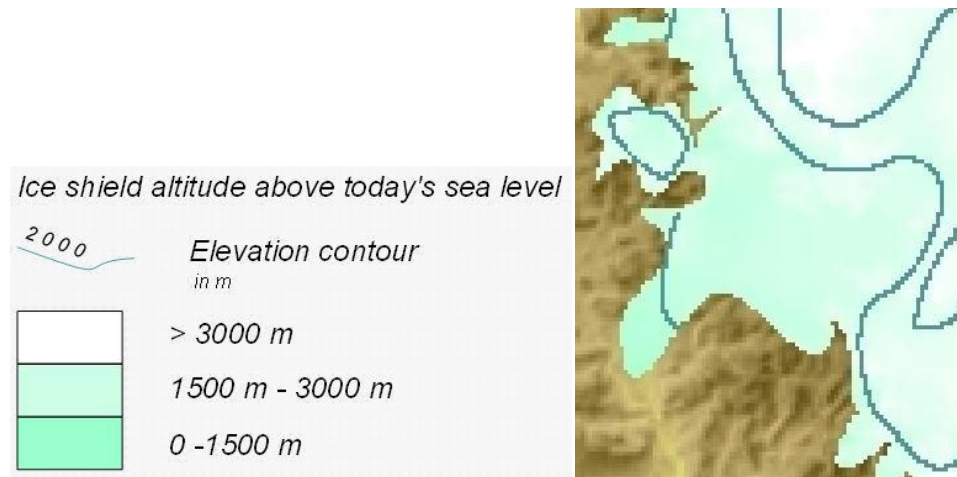 Ice shield altitude above today's sea level
2000
Elevation contour
in m
> 3000 m
1500 m - 3000 m
0 -1500 m